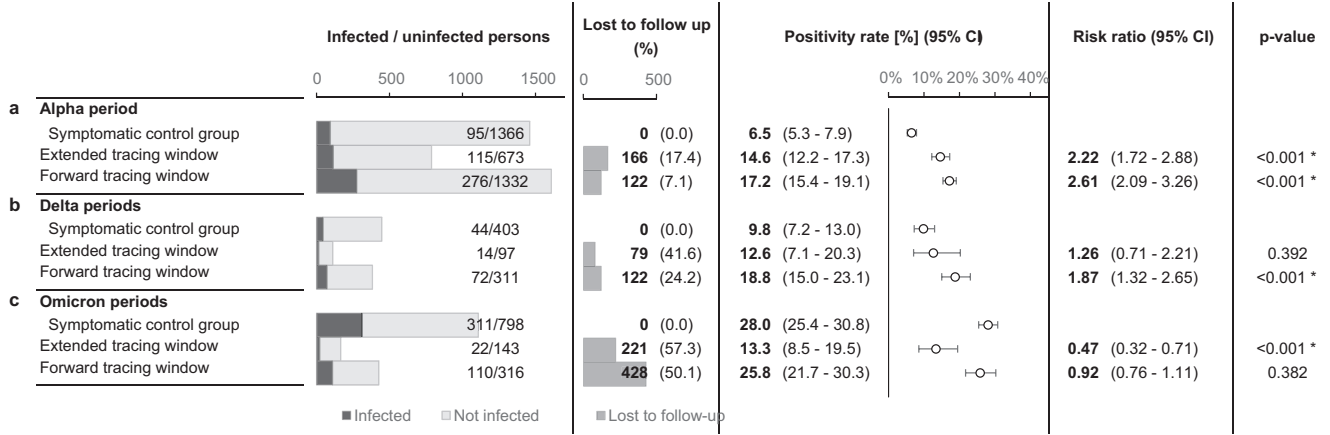 Infected / uninfected persons Lost to follow up (%) Positivity rate [%] (95% CI) Risk ratio (95% CI) p-value
0 500 1000 1500 0 500 0% 10% 20% 30% 40%
a Alpha period
Symptomatic control group 95/1366 0 (0.0) 6.5 (5.3 - 7.9)
Extended tracing window 115/673 166 (17.4) 14.6 (12.2 - 17.3) 2.22 (1.72 - 2.88) <0.001 *
Forward tracing window 276/1332 122 (7.1) 17.2 (15.4 - 19.1) 2.61 (2.09 - 3.26) <0.001 *
b Delta periods
Symptomatic control group 44/403 0 (0.0) 9.8 (7.2 - 13.0)
Extended tracing window 14/97 79 (41.6) 12.6 (7.1 - 20.3) 1.26 (0.71 - 2.21) 0.392
Forward tracing window 72/311 122 (24.2) 18.8 (15.0 - 23.1) 1.87 (1.32 - 2.65) <0.001 *
c Omicron periods
Symptomatic control group 311/798 0 (0.0) 28.0 (25.4 - 30.8)
Extended tracing window 22/143 221 (57.3) 13.3 (8.5 - 19.5) 0.47 (0.32 - 0.71) <0.001 *
Forward tracing window 110/316 428 (50.1) 25.8 (21.7 - 30.3) 0.92 (0.76 - 1.11) 0.382
Infected Not infected Lost to follow-up